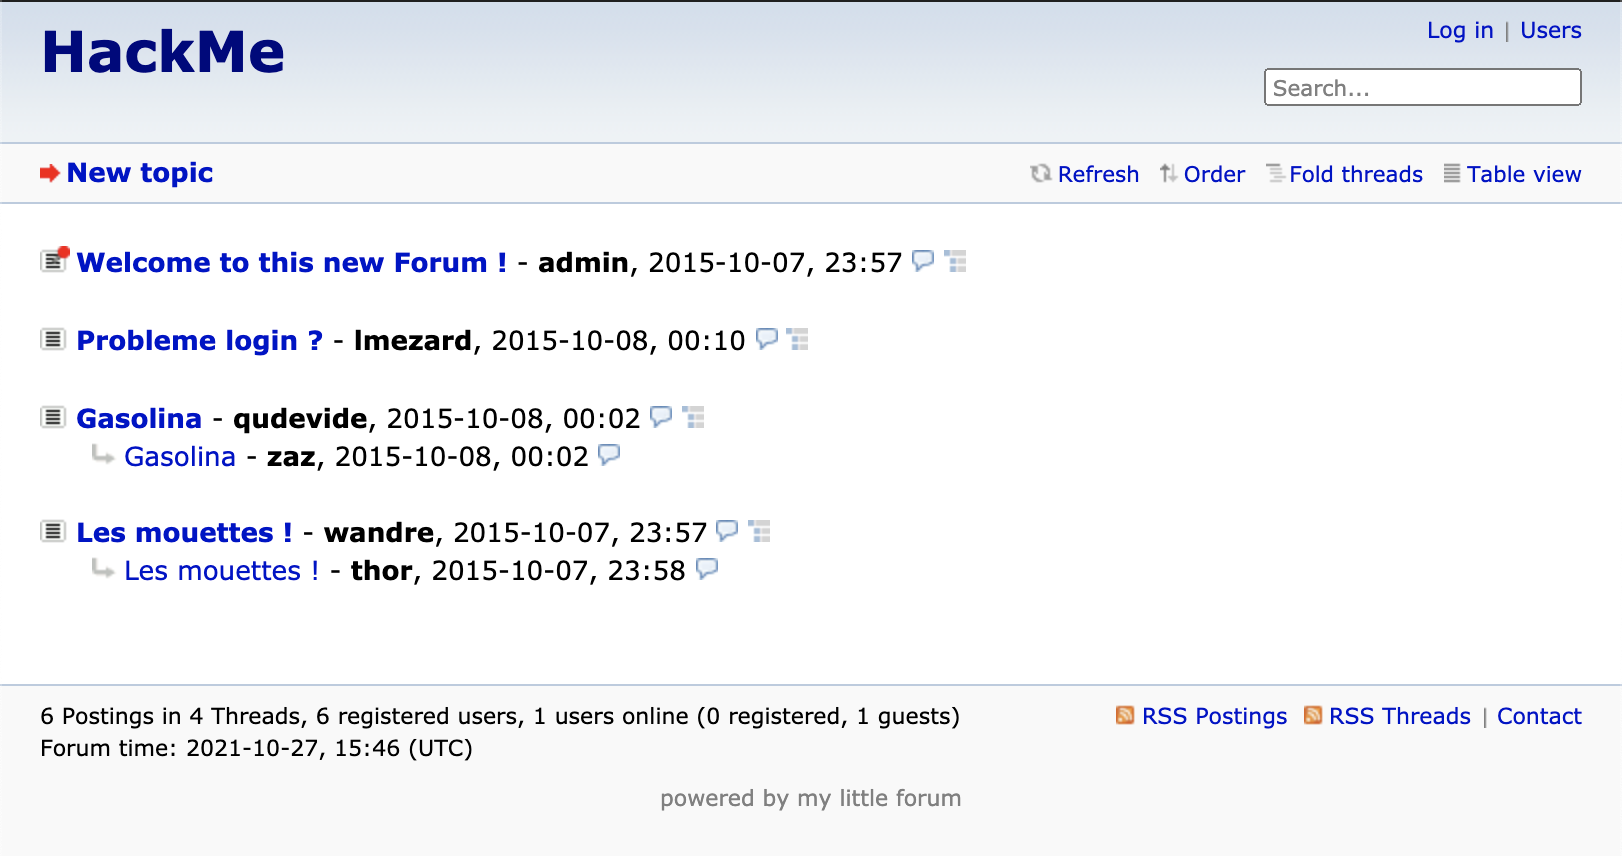 HackMe
Log in | Users
Search...
New topic
Refresh Order Fold threads Table view
Welcome to this new Forum ! - admin, 2015-10-07, 23:57
Probleme login ? - lmezard, 2015-10-08, 00:10
Gasolina - qudevide, 2015-10-08, 00:02
Gasolina - zaz, 2015-10-08, 00:02
Les mouettes ! - wandre, 2015-10-07, 23:57
Les mouettes ! - thor, 2015-10-07, 23:58
6 Postings in 4 Threads, 6 registered users, 1 users online (0 registered, 1 guests)
RSS Postings RSS Threads | Contact
Forum time: 2021-10-27, 15:46 (UTC)
powered by my little forum